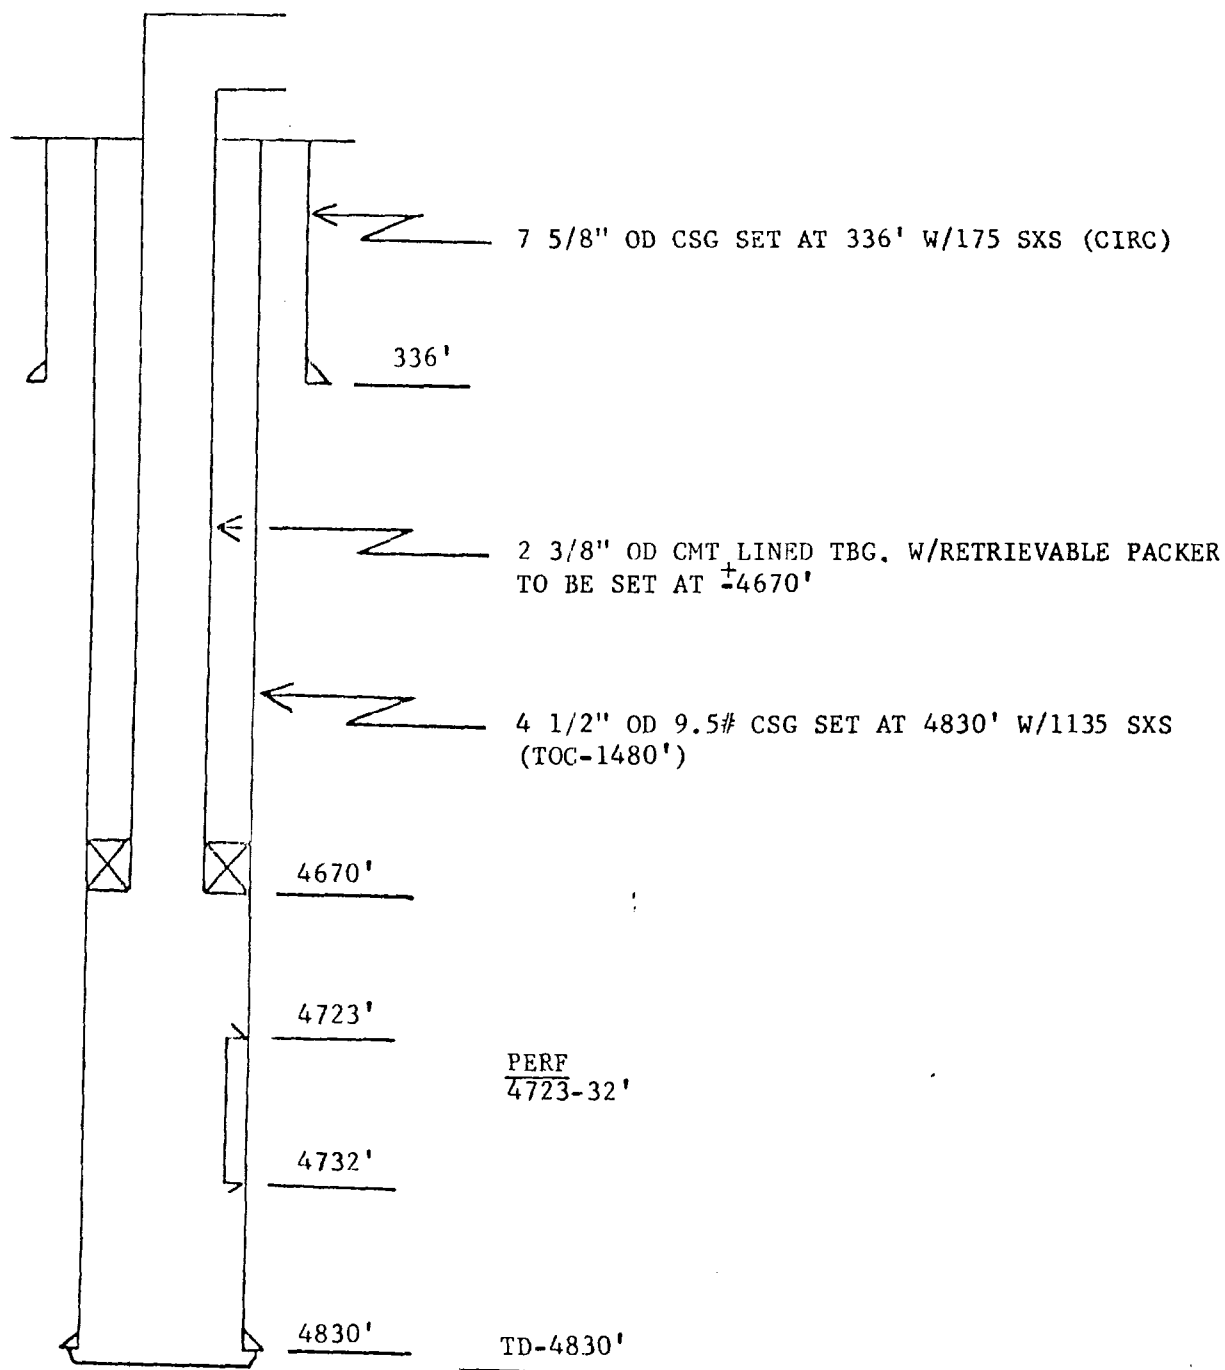 7 5/8" OD CSG SET AT 336' W/175 SXS (CIRC)
336'
2 3/8" OD CMT LINED TBG. W/RETRIEVABLE PACKER
TO BE SET AT ±4670'
4 1/2" OD 9.5# CSG SET AT 4830' W/1135 SXS
(TOC-1480')
4670'
4723'
PERF
4723-32'
4732'
4830'
TD-4830'